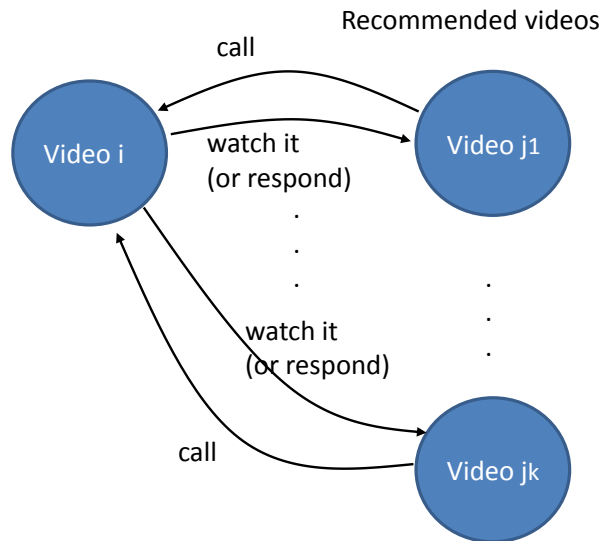 Recommended videos
call
Video i
Video j1
watch it
(or respond)
watch it
(or respond)
call
Video jk